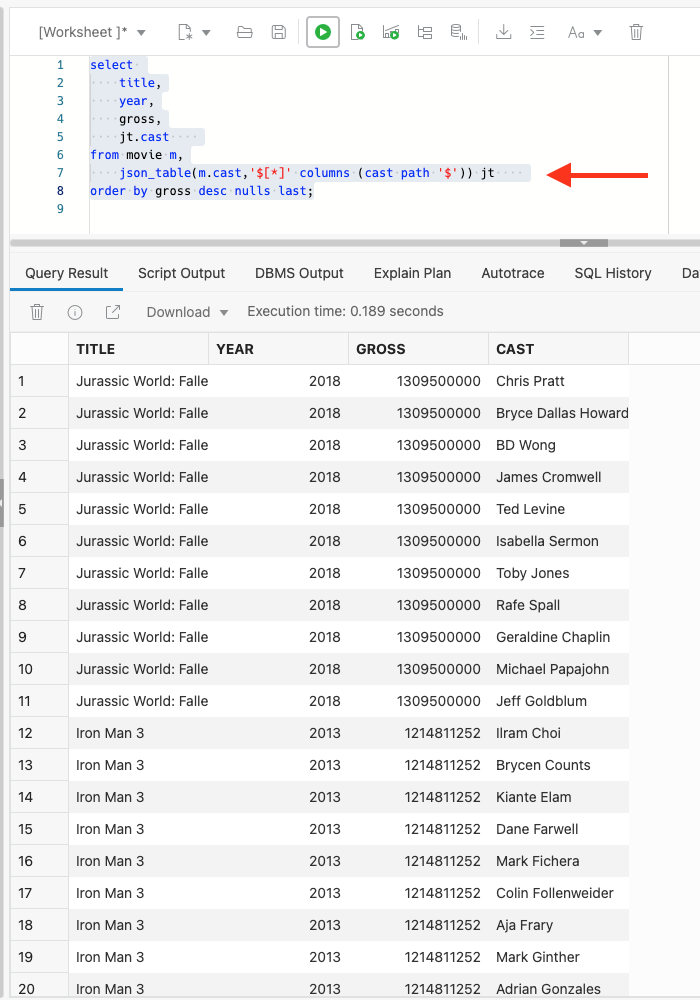 [Worksheet ]*
Aa
1 select
2 title,
3 year,
4 gross,
5 jt.cast
6 from movie m,
7 json_table(m.cast,'$[*]' columns (cast path '$')) jt
8 order by gross desc nulls last;
9
Query Result Script Output DBMS Output Explain Plan Autotrace SQL History Da
Download Execution time: 0.189 seconds
TITLE YEAR GROSS CAST
1 Jurassic World: Falle 2018 1309500000 Chris Pratt
2 Jurassic World: Falle 2018 1309500000 Bryce Dallas Howard
3 Jurassic World: Falle 2018 1309500000 BD Wong
4 Jurassic World: Falle 2018 1309500000 James Cromwell
5 Jurassic World: Falle 2018 1309500000 Ted Levine
6 Jurassic World: Falle 2018 1309500000 Isabella Sermon
7 Jurassic World: Falle 2018 1309500000 Toby Jones
8 Jurassic World: Falle 2018 1309500000 Rafe Spall
9 Jurassic World: Falle 2018 1309500000 Geraldine Chaplin
10 Jurassic World: Falle 2018 1309500000 Michael Papajohn
11 Jurassic World: Falle 2018 1309500000 Jeff Goldblum
12 Iron Man 3 2013 1214811252 Ilram Choi
13 Iron Man 3 2013 1214811252 Brycen Counts
14 Iron Man 3 2013 1214811252 Kiante Elam
15 Iron Man 3 2013 1214811252 Dane Farwell
16 Iron Man 3 2013 1214811252 Mark Fichera
17 Iron Man 3 2013 1214811252 Colin Follenweider
18 Iron Man 3 2013 1214811252 Aja Frary
19 Iron Man 3 2013 1214811252 Mark Ginther
20 Iron Man 3 2013 1214811252 Adrian Gonzales